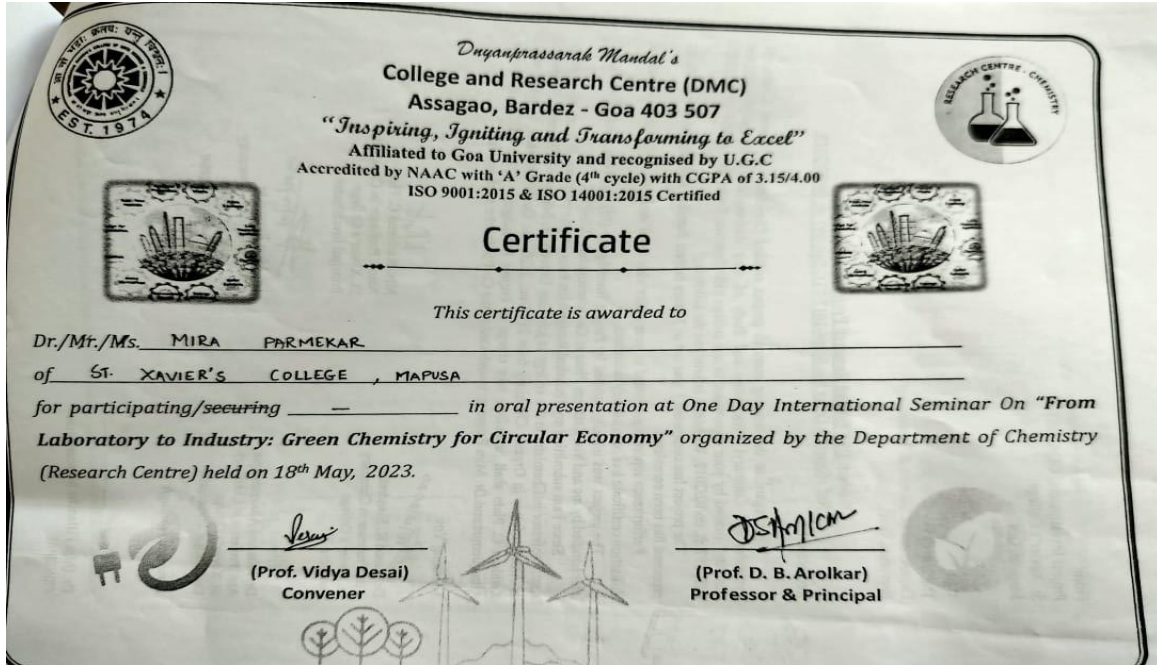 Dnyanprassarak Mandal's
College and Research Centre (DMC)
Assagao, Bardez - Goa 403 507
"Inspiring, Igniting and Transforming to Excel"
Affiliated to Goa University and recognised by U.G.C
Accredited by NAAC with 'A' Grade (4th cycle) with CGPA of 3.15/4.00
ISO 9001:2015 & ISO 14001:2015 Certified
EST. 1974
RESEARCH CENTRE - CHEMISTRY
Certificate
This certificate is awarded to
Dr./Mr./Ms. MIRA PARMEKAR
of ST. XAVIER'S COLLEGE, MAPUSA
for participating/securing — in oral presentation at One Day International Seminar On "From
Laboratory to Industry: Green Chemistry for Circular Economy" organized by the Department of Chemistry
(Research Centre) held on 18th May, 2023.
(Prof. Vidya Desai)
Convener
(Prof. D. B. Arolkar)
Professor & Principal